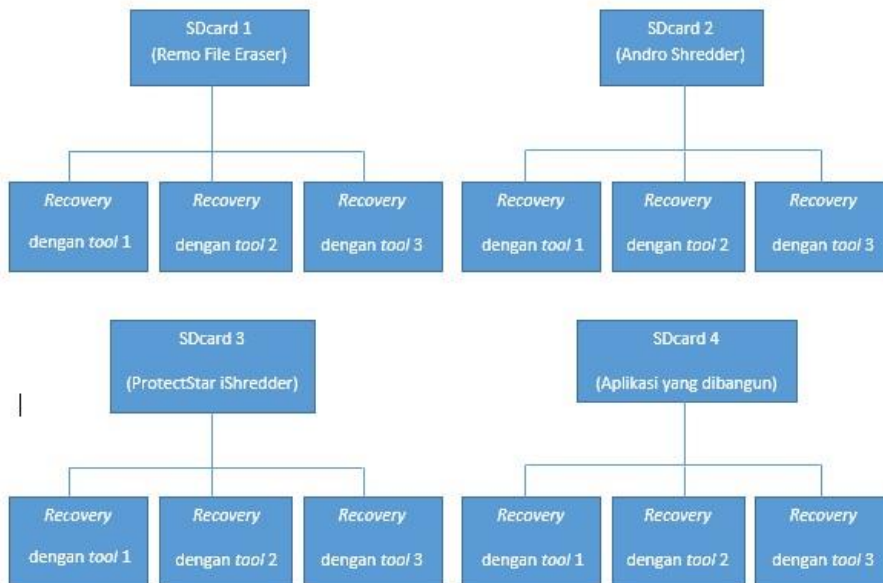 SDcard 1
(Remo File Eraser)
SDcard 2
(Andro Shredder)
Recovery
dengan tool 1
Recovery
dengan tool 2
Recovery
dengan tool 3
Recovery
dengan tool 1
Recovery
dengan tool 2
Recovery
dengan tool 3
SDcard 3
(ProtectStar iShredder)
SDcard 4
(Aplikasi yang dibangun)
Recovery
dengan tool 1
Recovery
dengan tool 2
Recovery
dengan tool 3
Recovery
dengan tool 1
Recovery
dengan tool 2
Recovery
dengan tool 3